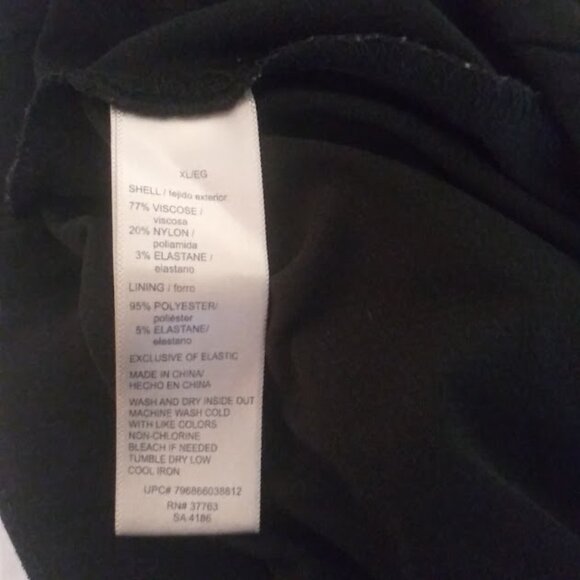 XL/EG
SHELL / tejido exterior
77% VISCOSE /
viscosa
20% NYLON /
poliamida
3% ELASTANE /
elastano
LINING / forro
95% POLYESTER/
poliéster
5% ELASTANE/
elastano
EXCLUSIVE OF ELASTIC
MADE IN CHINA/
HECHO EN CHINA
WASH AND DRY INSIDE OUT
MACHINE WASH COLD
WITH LIKE COLORS
NON-CHLORINE
BLEACH IF NEEDED
TUMBLE DRY LOW
COOL IRON
UPC# 796866038812
RN# 37763
SA 4186